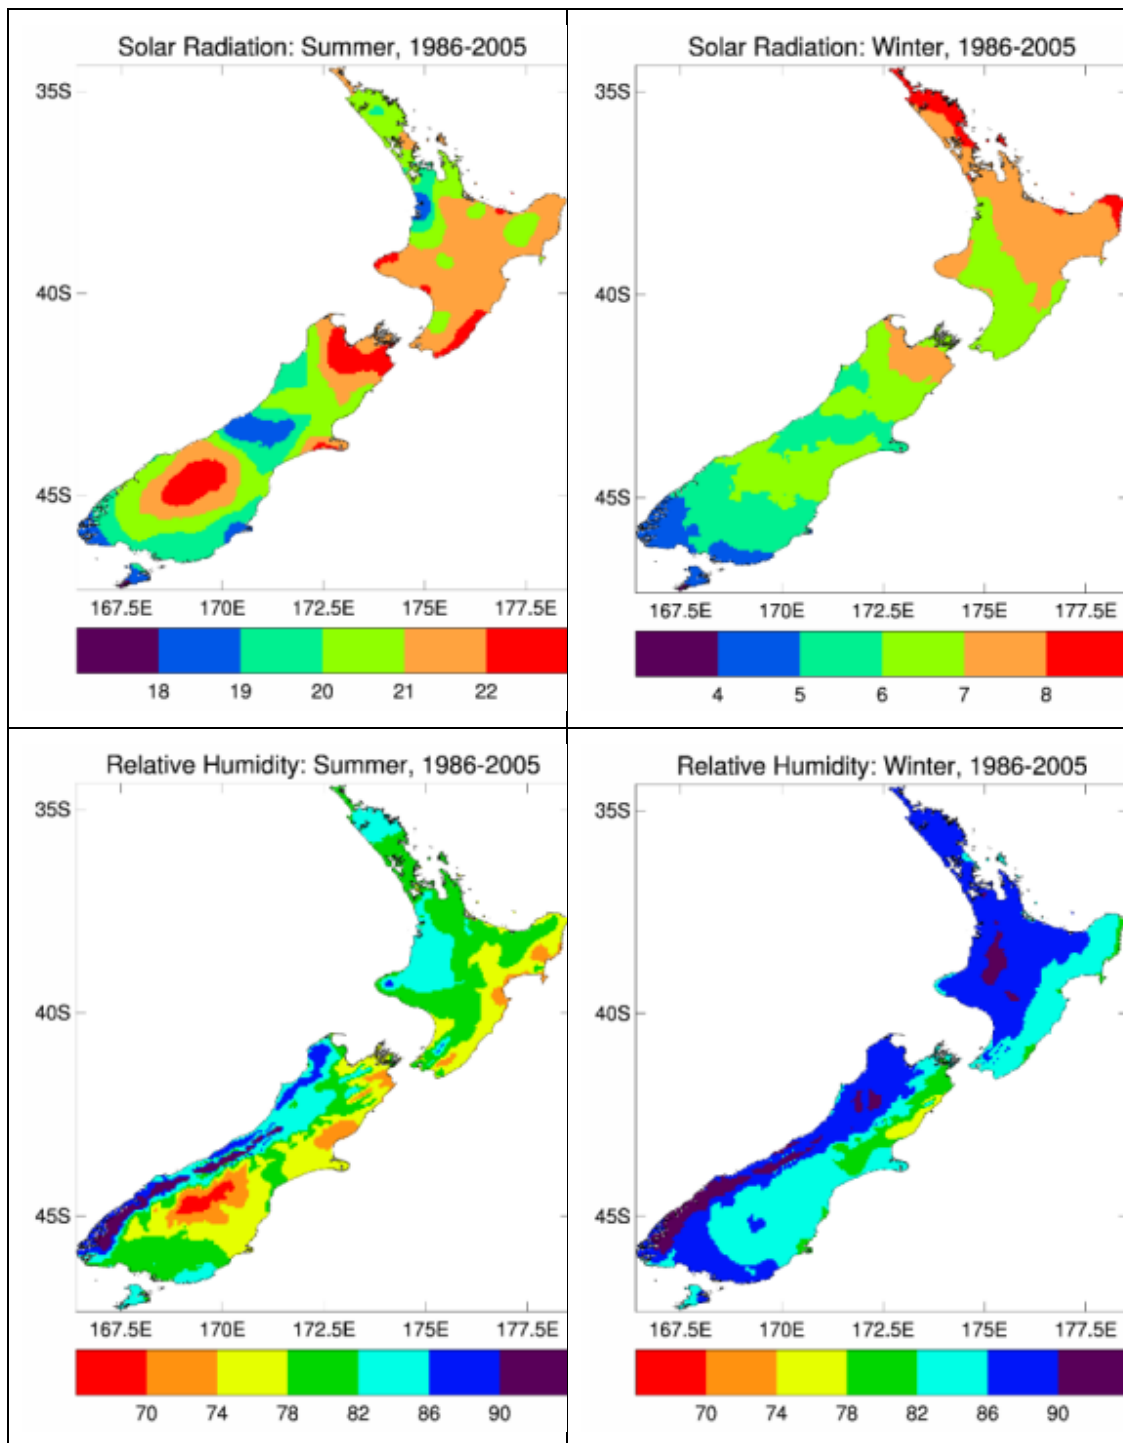 Solar Radiation: Summer, 1986-2005
35S
40S
45S
167.5E 170E 172.5E 175E 177.5E
18 19 20 21 22
Solar Radiation: Winter, 1986-2005
35S
40S
45S
167.5E 170E 172.5E 175E 177.5E
4 5 6 7 8
Relative Humidity: Summer, 1986-2005
35S
40S
45S
167.5E 170E 172.5E 175E 177.5E
70 74 78 82 86 90
Relative Humidity: Winter, 1986-2005
35S
40S
45S
167.5E 170E 172.5E 175E 177.5E
70 74 78 82 86 90